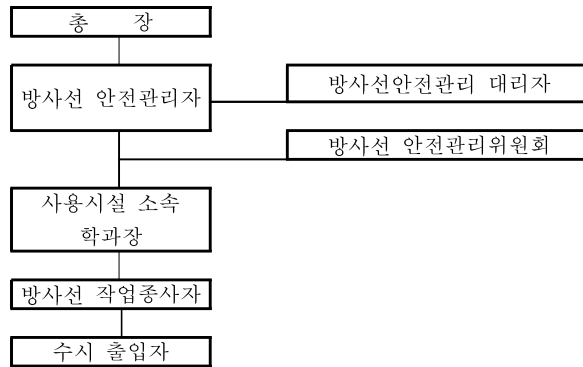 총 장
방사선 안전관리자
방사선안전관리 대리자
방사선 안전관리위원회
사용시설 소속
학과장
방사선 작업종사자
수시 출입자